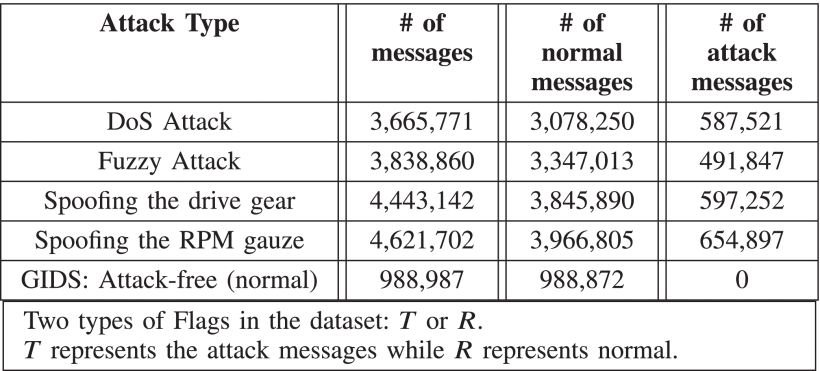 Attack Type # of messages # of normal messages # of attack messages
DoS Attack 3,665,771 3,078,250 587,521
Fuzzy Attack 3,838,860 3,347,013 491,847
Spoofing the drive gear 4,443,142 3,845,890 597,252
Spoofing the RPM gauze 4,621,702 3,966,805 654,897
GIDS: Attack-free (normal) 988,987 988,872 0
Two types of Flags in the dataset: T or R.
T represents the attack messages while R represents normal.